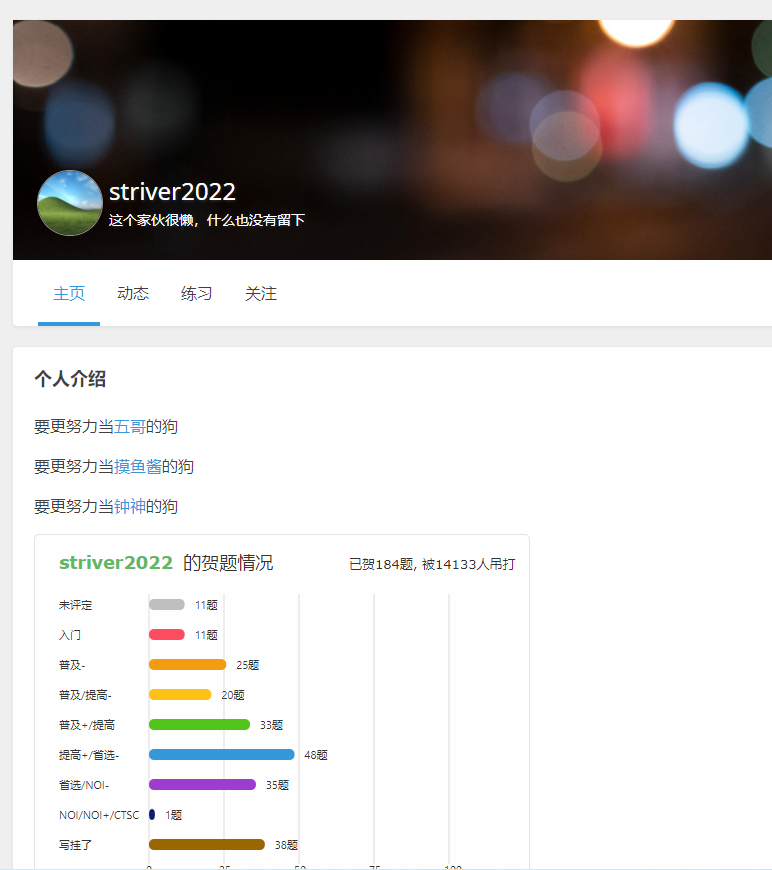 striver2022
这个家伙很懒，什么也没有留下
主页 动态 练习 关注
个人介绍
要更努力当五哥的狗
要更努力当摸鱼酱的狗
要更努力当钟神的狗
striver2022 的贺题情况 已贺184题, 被14133人吊打
未评定 11题
入门 11题
普及- 25题
普及/提高- 20题
普及+/提高 33题
提高+/省选- 48题
省选/NOI- 35题
NOI/NOI+/CTSC 1题
写挂了 38题
0 25 50 75 100